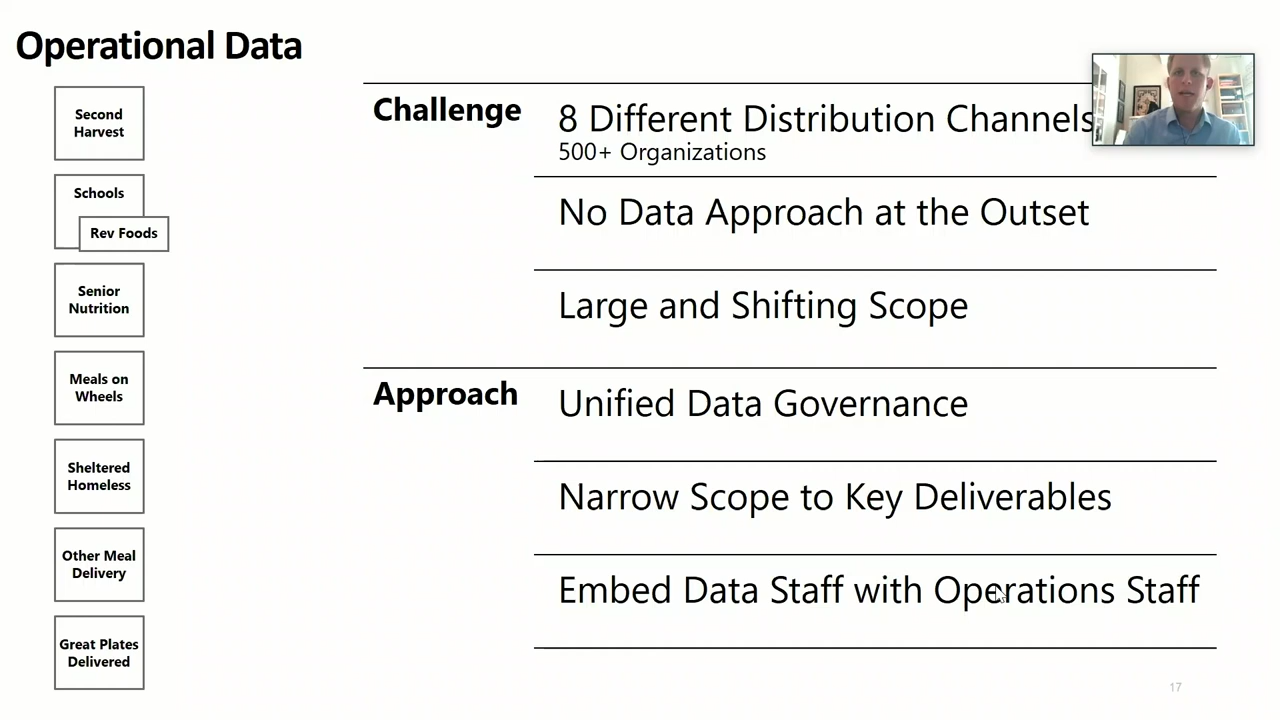 Operational Data
Second
Harvest
Schools
Rev Foods
Senior
Nutrition
Meals on
Wheels
Sheltered
Homeless
Other Meal
Delivery
Great Plates
Delivered
Challenge
8 Different Distribution Channels
500+ Organizations
No Data Approach at the Outset
Large and Shifting Scope
Approach
Unified Data Governance
Narrow Scope to Key Deliverables
Embed Data Staff with Operations Staff
17